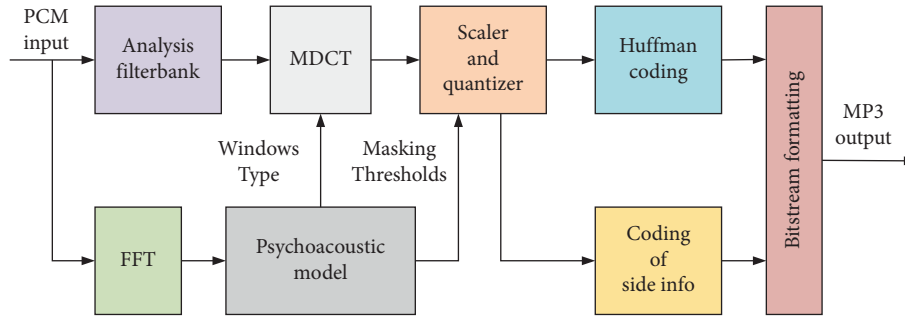 PCM
input
Analysis
filterbank
MDCT
Scaler
and
quantizer
Huffman
coding
Bitstream formatting
MP3
output
Windows
Type
Masking
Thresholds
FFT
Psychoacoustic
model
Coding
of
side info